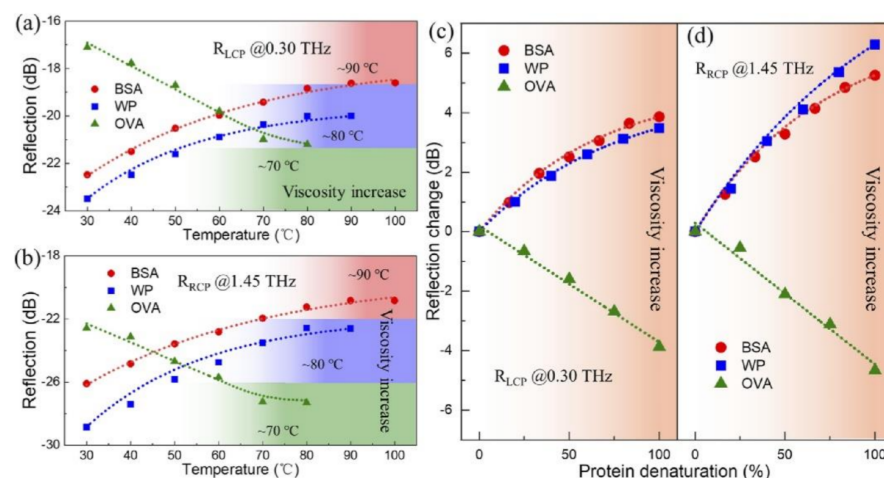 (a)
-16
-18
-20
-22
-24
Reflection (dB)
R_LCP @0.30 THz
BSA
WP
OVA
~90 ℃
~80 ℃
~70 ℃
Viscosity increase
30 40 50 60 70 80 90 100
Temperature (℃)
(b)
-18
-22
-26
-30
Reflection (dB)
BSA
WP
OVA
R_RCP @1.45 THz
~90 ℃
~80 ℃
~70 ℃
Viscosity increase
30 40 50 60 70 80 90 100
Temperature (℃)
(c)
6
4
2
0
-2
-4
-6
Reflection change (dB)
BSA
WP
OVA
Viscosity increase
R_LCP @0.30 THz
0 50 100
(d)
R_RCP @1.45 THz
Viscosity increase
BSA
WP
OVA
0 50 100
Protein denaturation (%)